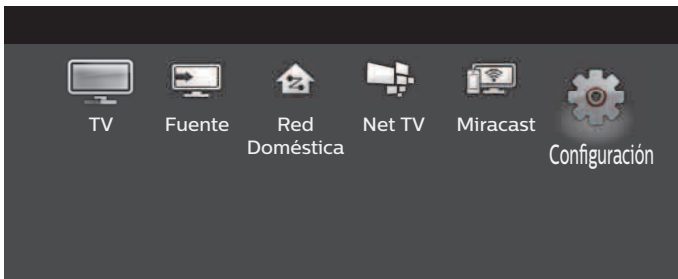 TV
Fuente
Red
Doméstica
Net TV
Miracast
Configuración